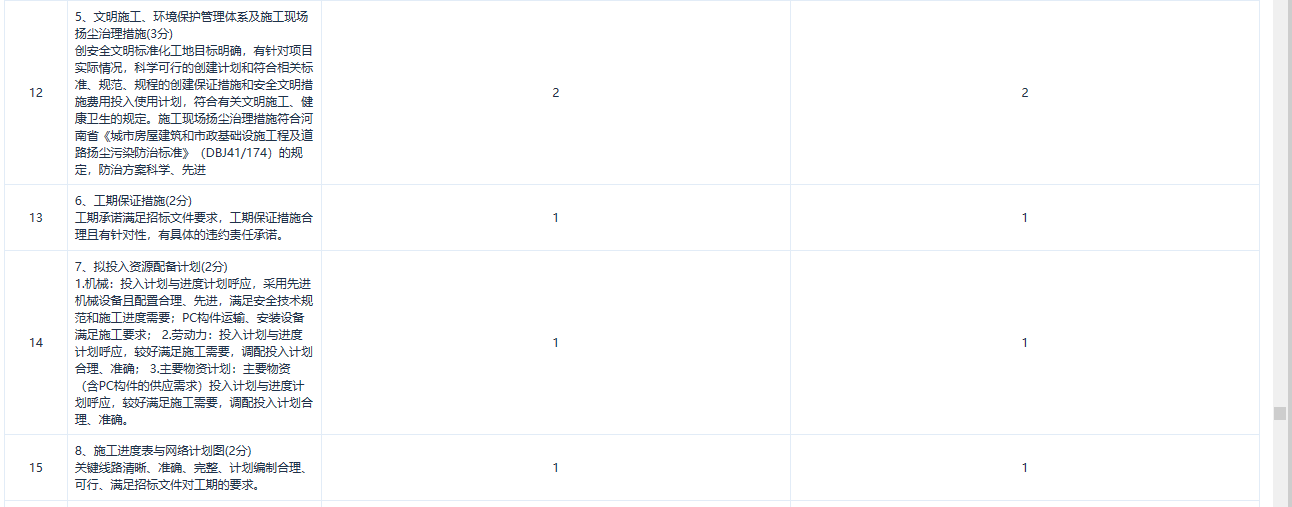 12
5、文明施工、环境保护管理体系及施工现场
扬尘治理措施(3分)
创安全文明标准化工地目标明确，有针对项目
实际情况，科学可行的创建计划和符合相关标
准、规范、规程的创建保证措施和安全文明措
施费用投入使用计划，符合有关文明施工、健
康卫生的规定。施工现场扬尘治理措施符合河
南省《城市房屋建筑和市政基础设施工程及道
路扬尘污染防治标准》（DBJ41/174）的规
定，防治方案科学、先进
2
2
13
6、工期保证措施(2分)
工期承诺满足招标文件要求，工期保证措施合
理且有针对性，有具体的违约责任承诺。
1
1
14
7、拟投入资源配备计划(2分)
1.机械：投入计划与进度计划呼应，采用先进
机械设备且配置合理、先进，满足安全技术规
范和施工进度需要；PC构件运输、安装设备
满足施工要求； 2.劳动力：投入计划与进度
计划呼应，较好满足施工需要，调配投入计划
合理、准确； 3.主要物资计划：主要物资
（含PC构件的供应需求）投入计划与进度计
划呼应，较好满足施工需要，调配投入计划合
理、准确。
1
1
15
8、施工进度表与网络计划图(2分)
关键线路清晰、准确、完整、计划编制合理、
可行、满足招标文件对工期的要求。
1
1